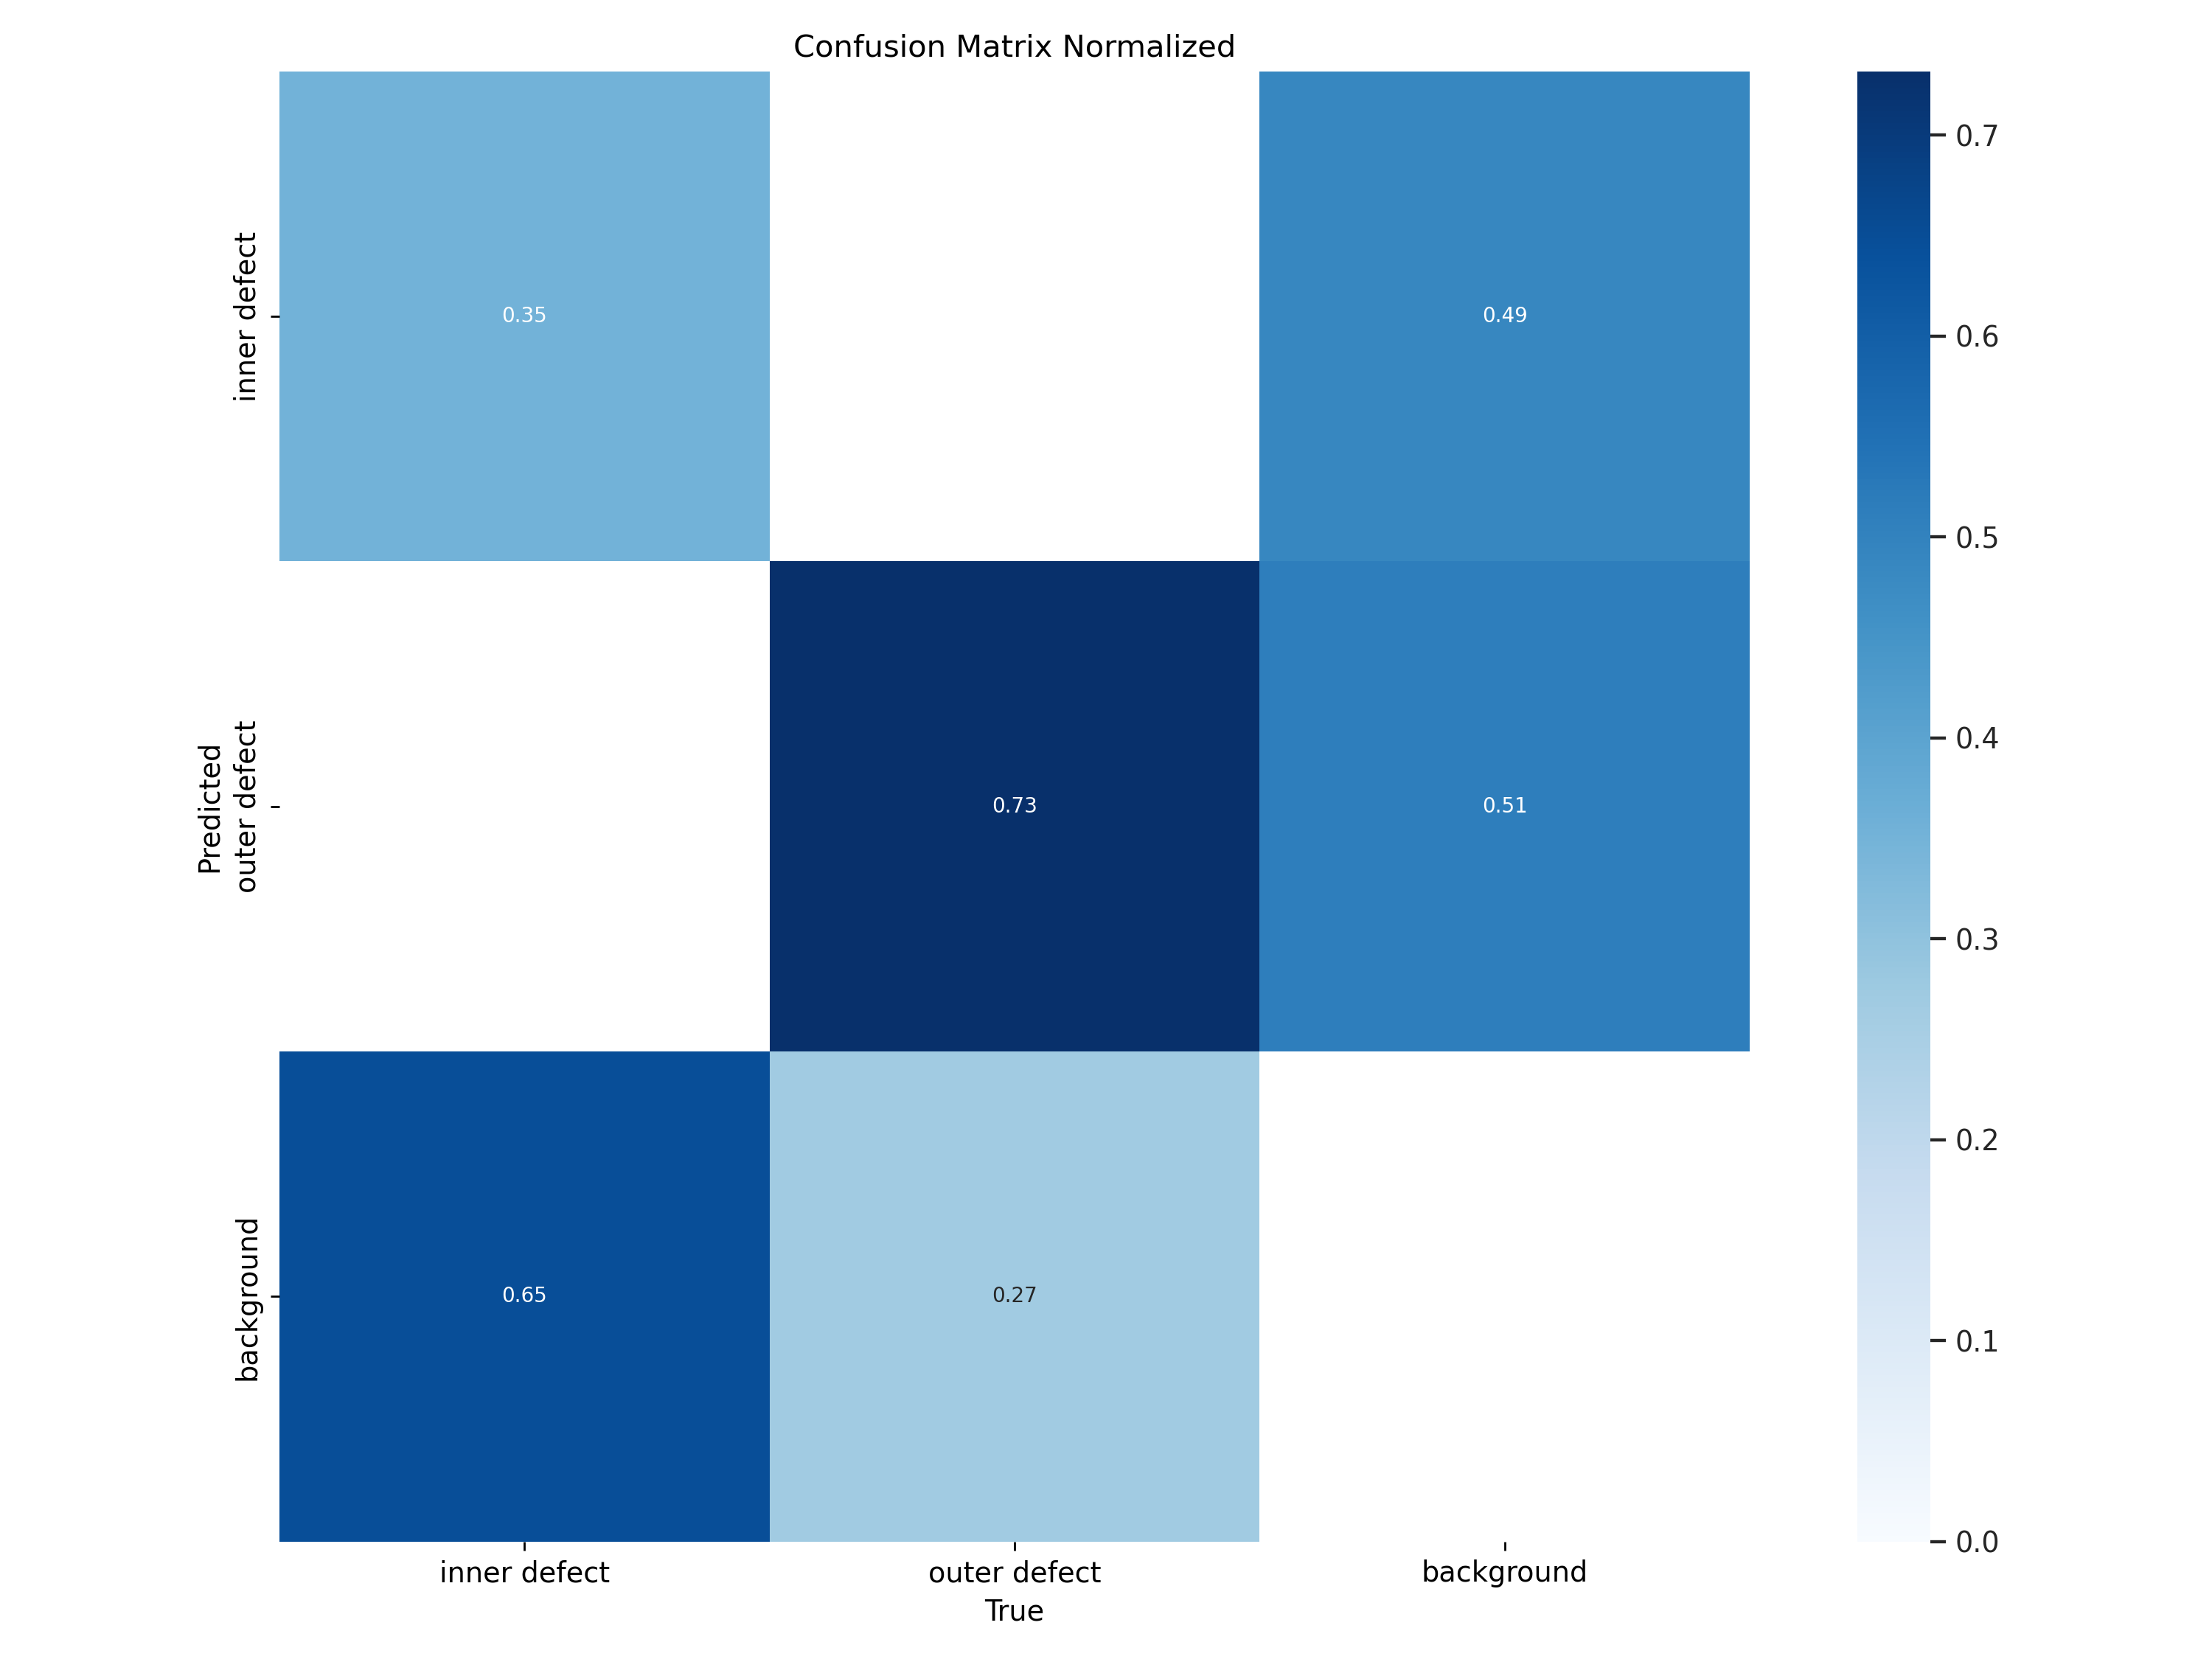 Confusion Matrix Normalized
inner defect
outer defect
background
Predicted
0.35
0.49
0.73
0.51
0.65
0.27
inner defect
outer defect
background
True
0.7
0.6
0.5
0.4
0.3
0.2
0.1
0.0